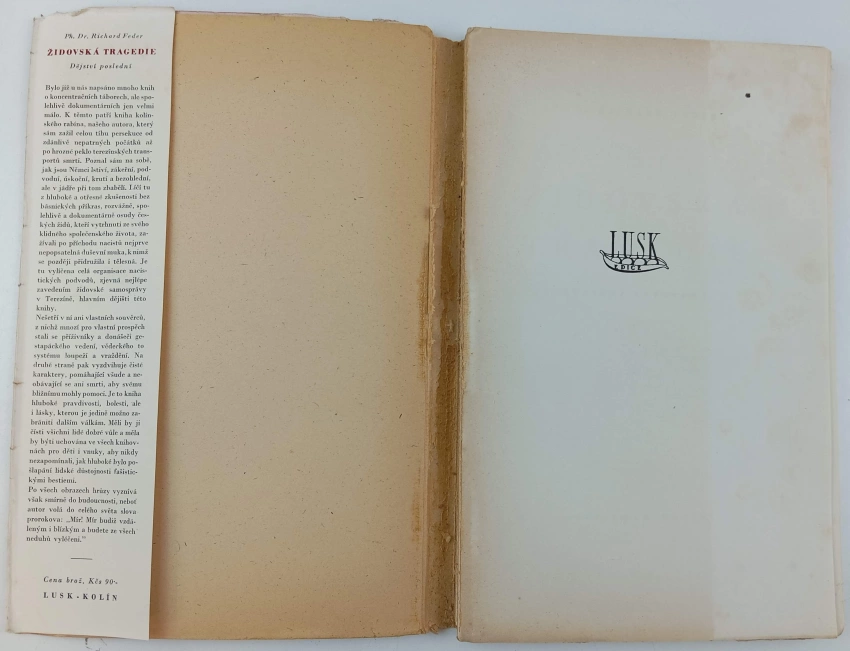 Ph. Dr. Richard Feder
ŽIDOVSKÁ TRAGEDIE
Dějství poslední
Bylo již u nás napsáno mnoho knih
o koncentračních táborech, ale spo-
lehlivě dokumentárních jen velmi
málo. K těmto patří kniha kolín-
ského rabína, našeho autora, který
sám zažil celou tíhu persekuce od
zdánlivě nepatrných počátků až
po hrozné peklo terezínských trans-
portů smrti. Poznal sám na sobě,
jak jsou Němci lstiví, zákeřní, pod-
vodní, úskoční, krutí a bezohlední,
ale v jádře při tom zbabělí. Líčí tu
z hluboké a otřesné zkušenosti bez
básnických příkras, rozvážně, spo-
lehlivě a dokumentárně osudy čes-
kých židů, kteří vytrhnuti ze svého
klidného společenského života, za-
žívali po příchodu nacistů nejprve
nepopsatelná duševní muka, k nimž
se později přidružila i tělesná. Je
tu vylíčena celá organisace nacis-
tických podvodů, zjevná nejlépe
zavedením židovské samosprávy
v Terezíně, hlavním dějišti této
knihy.
Nešetří v ní ani vlastních souvěrců,
z nichž mnozí pro vlastní prospěch
stali se příživníky a donašeči ge-
stapáckého vedení, vědeckého to
systému loupeží a vraždění. Na
druhé straně pak vyzdvihuje čisté
karaktery, pomáhající všude a ne-
obávající se ani smrti, aby svému
bližnímu mohly pomoci. Je to kniha
hluboké pravdivosti, bolesti, ale
i lásky, kterou je jedině možno za-
brániti dalším válkám. Měli by ji
čísti všichni lidé dobré vůle a měla
by býti uchována ve všech knihov-
nách pro děti i vnuky, aby nikdy
nezapomínali, jak hluboké bylo po-
šlapání lidské důstojnosti fašistic-
kými bestiemi.
Po všech obrazech hrůzy vyznívá
však smírně do budoucnosti, neboť
autor volá do celého světa slova
prorokova: „Mír! Mír budiž vzdá-
leným i blízkým a budete ze všech
neduhů vyléčeni."
Cena brož. Kčs 90·-
LUSK - KOLÍN
LUSK
EDICE